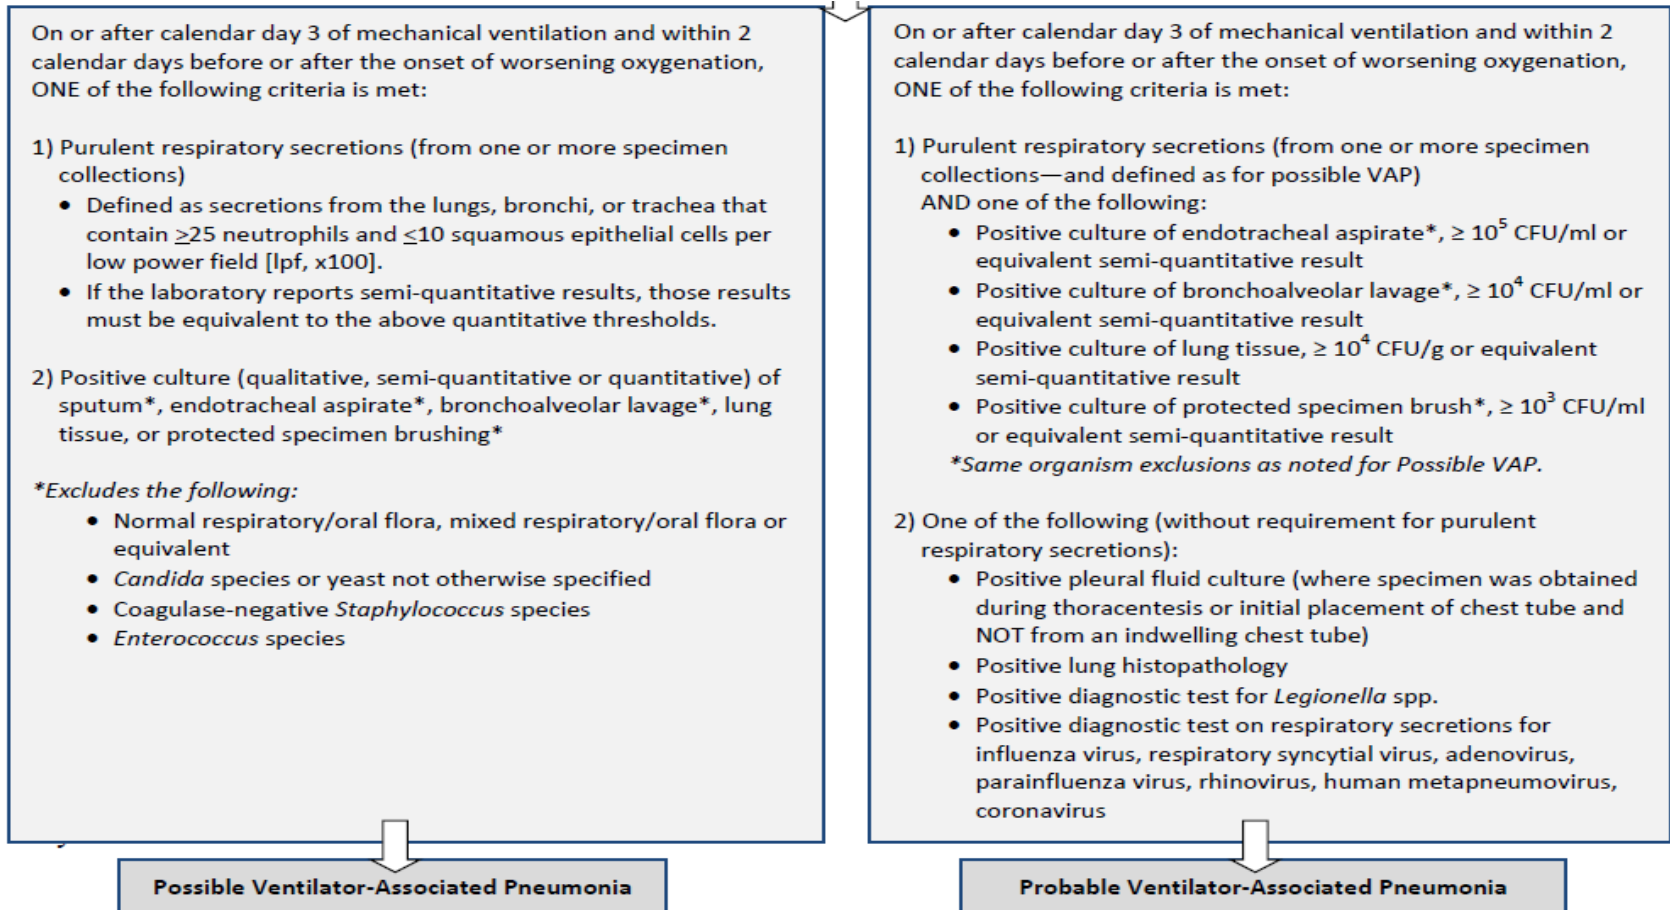 On or after calendar day 3 of mechanical ventilation and within 2
calendar days before or after the onset of worsening oxygenation,
ONE of the following criteria is met:
1) Purulent respiratory secretions (from one or more specimen
collections)
• Defined as secretions from the lungs, bronchi, or trachea that
contain ≥25 neutrophils and ≤10 squamous epithelial cells per
low power field [lpf, x100].
• If the laboratory reports semi-quantitative results, those results
must be equivalent to the above quantitative thresholds.
2) Positive culture (qualitative, semi-quantitative or quantitative) of
sputum*, endotracheal aspirate*, bronchoalveolar lavage*, lung
tissue, or protected specimen brushing*
*Excludes the following:
• Normal respiratory/oral flora, mixed respiratory/oral flora or
equivalent
• Candida species or yeast not otherwise specified
• Coagulase-negative Staphylococcus species
• Enterococcus species
Possible Ventilator-Associated Pneumonia
On or after calendar day 3 of mechanical ventilation and within 2
calendar days before or after the onset of worsening oxygenation,
ONE of the following criteria is met:
1) Purulent respiratory secretions (from one or more specimen
collections—and defined as for possible VAP)
AND one of the following:
• Positive culture of endotracheal aspirate*, ≥ 10⁵ CFU/ml or
equivalent semi-quantitative result
• Positive culture of bronchoalveolar lavage*, ≥ 10⁴ CFU/ml or
equivalent semi-quantitative result
• Positive culture of lung tissue, ≥ 10⁴ CFU/g or equivalent
semi-quantitative result
• Positive culture of protected specimen brush*, ≥ 10³ CFU/ml
or equivalent semi-quantitative result
*Same organism exclusions as noted for Possible VAP.
2) One of the following (without requirement for purulent
respiratory secretions):
• Positive pleural fluid culture (where specimen was obtained
during thoracentesis or initial placement of chest tube and
NOT from an indwelling chest tube)
• Positive lung histopathology
• Positive diagnostic test for Legionella spp.
• Positive diagnostic test on respiratory secretions for
influenza virus, respiratory syncytial virus, adenovirus,
parainfluenza virus, rhinovirus, human metapneumovirus,
coronavirus
Probable Ventilator-Associated Pneumonia